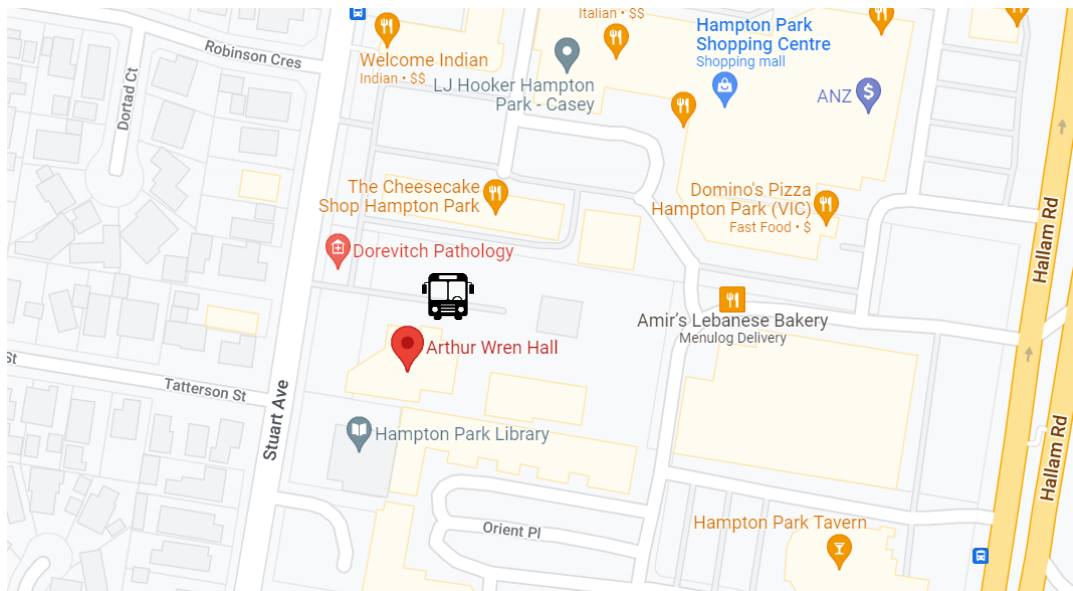 Italian • $$
Hampton Park
Shopping Centre
Shopping mall
Robinson Cres
Welcome Indian
Indian • $$
LJ Hooker Hampton
Park - Casey
ANZ
$
Dortad Ct
The Cheesecake
Shop Hampton Park
Domino's Pizza
Hampton Park (VIC)
Fast Food • $
Hallam Rd
Dorevitch Pathology
Amir's Lebanese Bakery
Menulog Delivery
Arthur Wren Hall
St
Tatterson St
Stuart Ave
Hampton Park Library
Hallam Rd
Orient Pl
Hampton Park Tavern